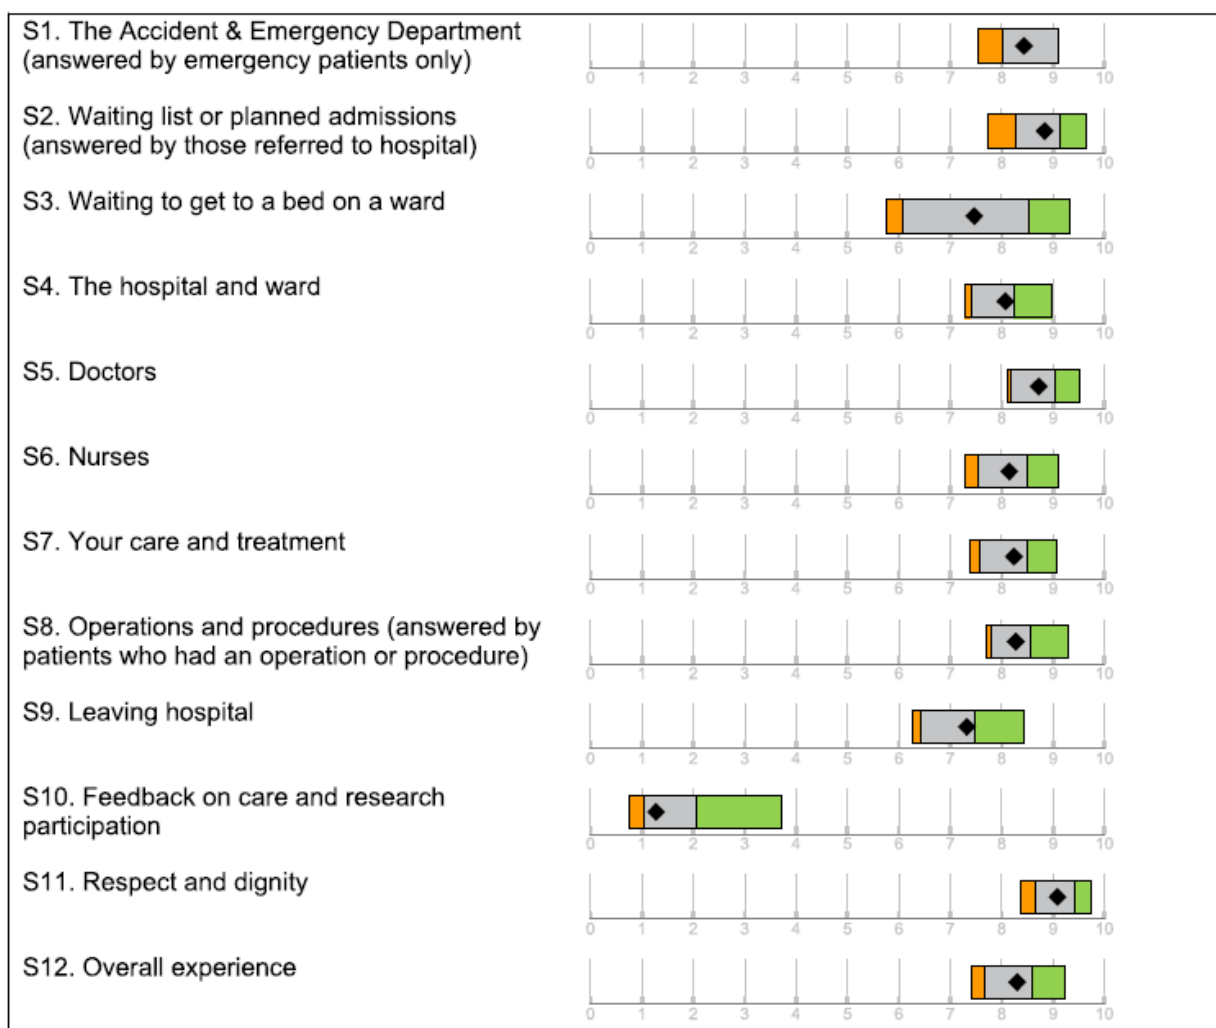 S1. The Accident & Emergency Department
(answered by emergency patients only)
0 1 2 3 4 5 6 7 8 9 10
S2. Waiting list or planned admissions
(answered by those referred to hospital)
0 1 2 3 4 5 6 7 8 9 10
S3. Waiting to get to a bed on a ward
0 1 2 3 4 5 6 7 8 9 10
S4. The hospital and ward
0 1 2 3 4 5 6 7 8 9 10
S5. Doctors
0 1 2 3 4 5 6 7 8 9 10
S6. Nurses
0 1 2 3 4 5 6 7 8 9 10
S7. Your care and treatment
0 1 2 3 4 5 6 7 8 9 10
S8. Operations and procedures (answered by
patients who had an operation or procedure)
0 1 2 3 4 5 6 7 8 9 10
S9. Leaving hospital
0 1 2 3 4 5 6 7 8 9 10
S10. Feedback on care and research
participation
0 1 2 3 4 5 6 7 8 9 10
S11. Respect and dignity
0 1 2 3 4 5 6 7 8 9 10
S12. Overall experience
0 1 2 3 4 5 6 7 8 9 10